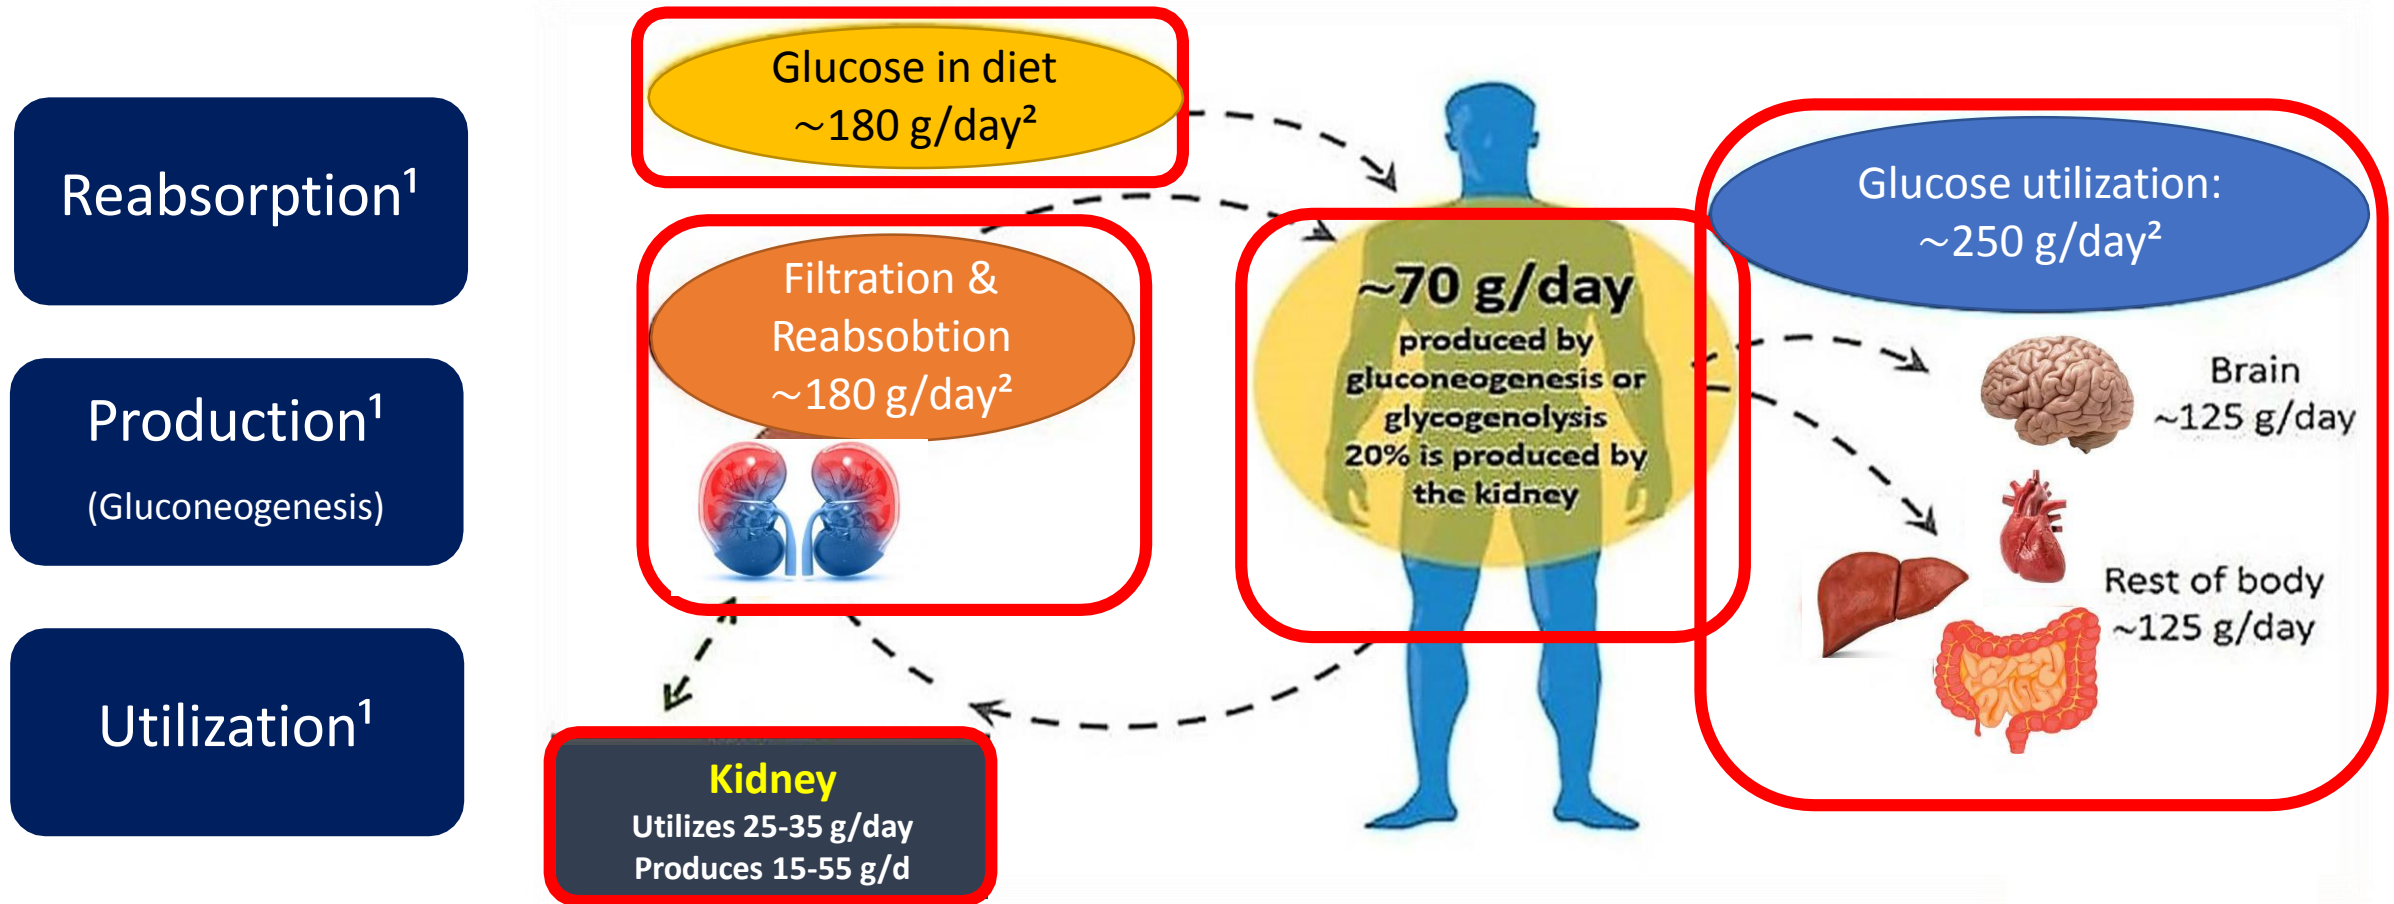 Reabsorption¹
Production¹
(Gluconeogenesis)
Utilization¹
Glucose in diet
~180 g/day²
Filtration &
Reabsobtion
~180 g/day²
Kidney
Utilizes 25-35 g/day
Produces 15-55 g/d
~70 g/day
produced by
gluconeogenesis or
glycogenolysis
20% is produced by
the kidney
Glucose utilization:
~250 g/day²
Brain
~125 g/day
Rest of body
~125 g/day